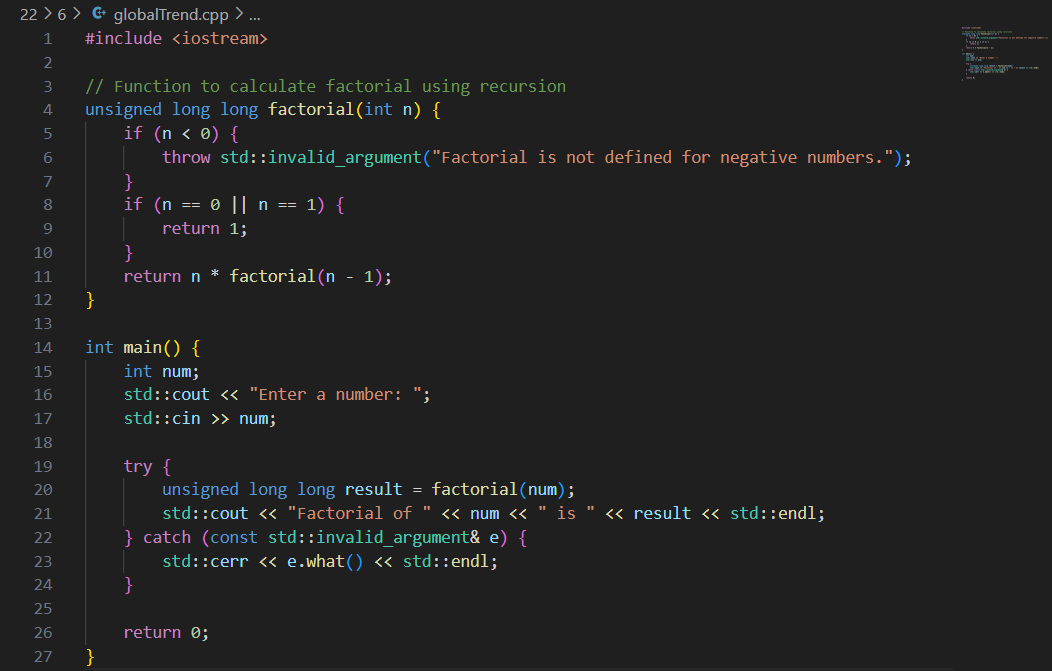 22 > 6 > globalTrend.cpp > ...
1 #include <iostream>
2
3 // Function to calculate factorial using recursion
4 unsigned long long factorial(int n) {
5     if (n < 0) {
6         throw std::invalid_argument("Factorial is not defined for negative numbers.");
7     }
8     if (n == 0 || n == 1) {
9         return 1;
10     }
11     return n * factorial(n - 1);
12 }
13
14 int main() {
15     int num;
16     std::cout << "Enter a number: ";
17     std::cin >> num;
18
19     try {
20         unsigned long long result = factorial(num);
21         std::cout << "Factorial of " << num << " is " << result << std::endl;
22     } catch (const std::invalid_argument& e) {
23         std::cerr << e.what() << std::endl;
24     }
25
26     return 0;
27 }